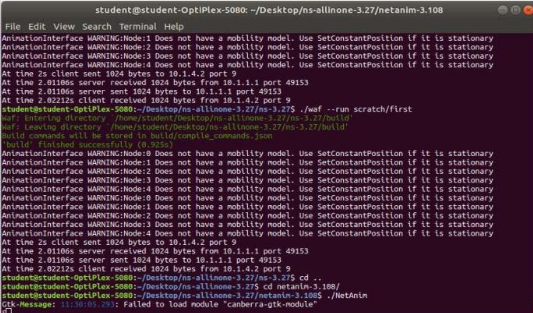 student@student-OptiPlex-5080: ~/Desktop/ns-allinone-3.27/netanim-3.108
File Edit View Search Terminal Help
AnimationInterface WARNING:Node:1 Does not have a mobility model. Use SetConstantPosition if it is stationary
AnimationInterface WARNING:Node:2 Does not have a mobility model. Use SetConstantPosition if it is stationary
AnimationInterface WARNING:Node:3 Does not have a mobility model. Use SetConstantPosition if it is stationary
AnimationInterface WARNING:Node:4 Does not have a mobility model. Use SetConstantPosition if it is stationary
At time 2s client sent 1024 bytes to 10.1.4.2 port 9
At time 2.01106s server received 1024 bytes from 10.1.1.1 port 49153
At time 2.01106s server sent 1024 bytes to 10.1.1.1 port 49153
At time 2.02212s client received 1024 bytes from 10.1.4.2 port 9
student@student-OptiPlex-5080:~/Desktop/ns-allinone-3.27/ns-3.27$ ./waf --run scratch/first
Waf: Entering directory `/home/student/Desktop/ns-allinone-3.27/ns-3.27/build'
Waf: Leaving directory `/home/student/Desktop/ns-allinone-3.27/ns-3.27/build'
Build commands will be stored in build/compile_commands.json
'build' finished successfully (0.925s)
AnimationInterface WARNING:Node:0 Does not have a mobility model. Use SetConstantPosition if it is stationary
AnimationInterface WARNING:Node:1 Does not have a mobility model. Use SetConstantPosition if it is stationary
AnimationInterface WARNING:Node:2 Does not have a mobility model. Use SetConstantPosition if it is stationary
AnimationInterface WARNING:Node:3 Does not have a mobility model. Use SetConstantPosition if it is stationary
AnimationInterface WARNING:Node:4 Does not have a mobility model. Use SetConstantPosition if it is stationary
AnimationInterface WARNING:Node:0 Does not have a mobility model. Use SetConstantPosition if it is stationary
AnimationInterface WARNING:Node:1 Does not have a mobility model. Use SetConstantPosition if it is stationary
AnimationInterface WARNING:Node:2 Does not have a mobility model. Use SetConstantPosition if it is stationary
AnimationInterface WARNING:Node:3 Does not have a mobility model. Use SetConstantPosition if it is stationary
AnimationInterface WARNING:Node:4 Does not have a mobility model. Use SetConstantPosition if it is stationary
At time 2s client sent 1024 bytes to 10.1.4.2 port 9
At time 2.01106s server received 1024 bytes from 10.1.1.1 port 49153
At time 2.01106s server sent 1024 bytes to 10.1.1.1 port 49153
At time 2.02212s client received 1024 bytes from 10.1.4.2 port 9
student@student-OptiPlex-5080:~/Desktop/ns-allinone-3.27/ns-3.27$ cd ..
student@student-OptiPlex-5080:~/Desktop/ns-allinone-3.27$ cd netanim-3.108/
student@student-OptiPlex-5080:~/Desktop/ns-allinone-3.27/netanim-3.108$ ./NetAnim
Gtk-Message: 11:30:05.293: Failed to load module "canberra-gtk-module"